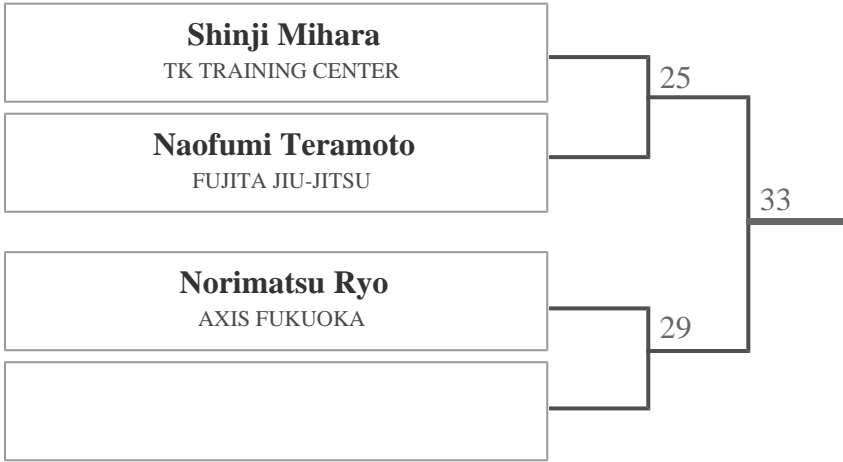 Shinji Mihara
TK TRAINING CENTER
25
Naofumi Teramoto
FUJITA JIU-JITSU
33
Norimatsu Ryo
AXIS FUKUOKA
29